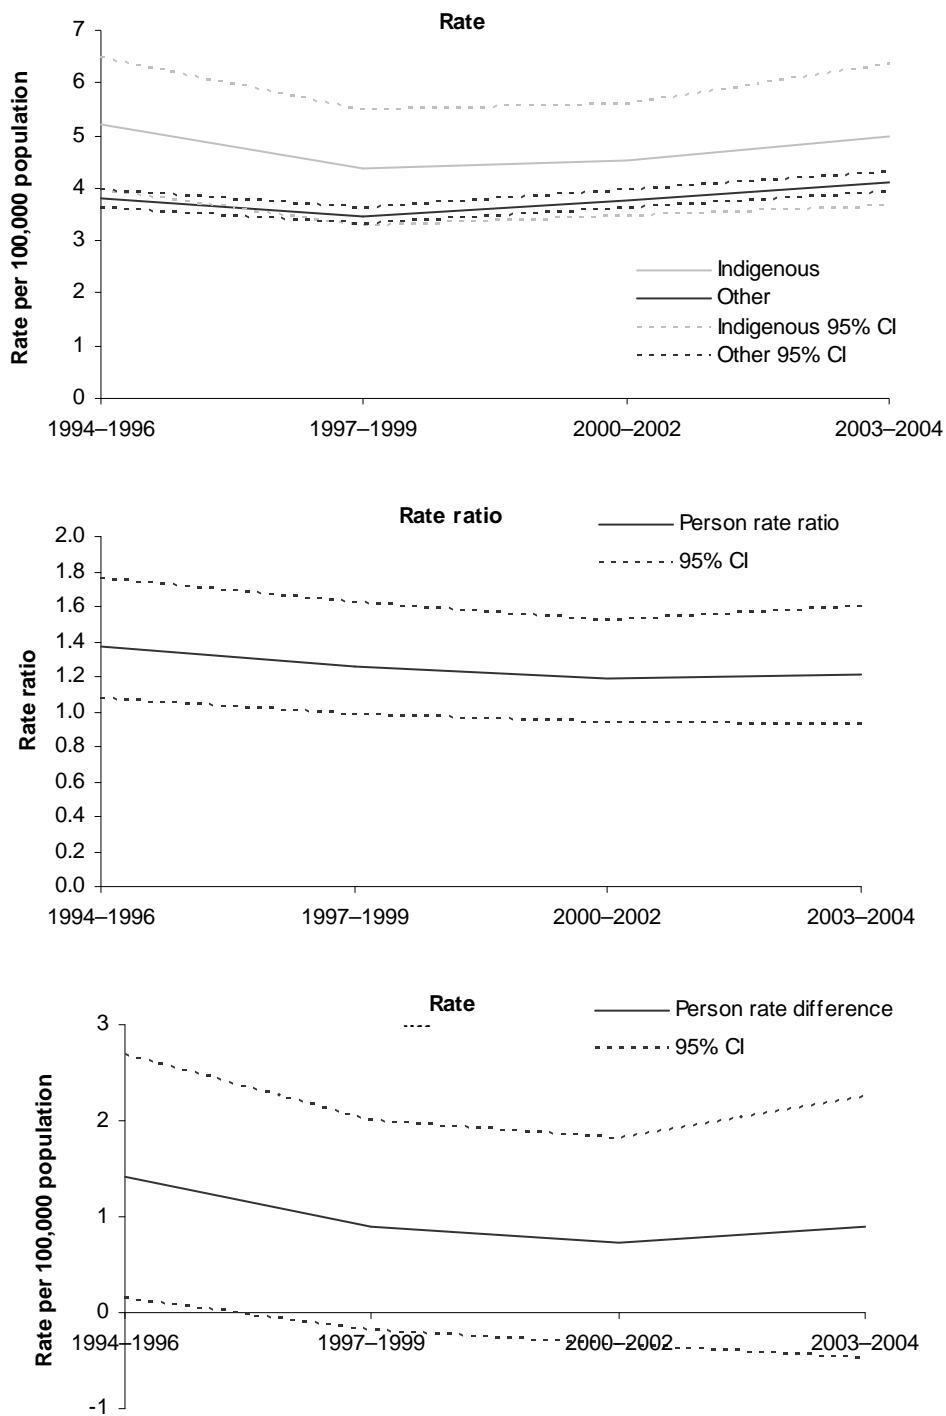 Rate
7
6
5
4
3
2
1
0
Rate per 100,000 population
Indigenous
Other
Indigenous 95% CI
Other 95% CI
1994–1996 1997–1999 2000–2002 2003–2004
Rate ratio
Person rate ratio
95% CI
2.0
1.8
1.6
1.4
1.2
1.0
0.8
0.6
0.4
0.2
0.0
Rate ratio
1994–1996 1997–1999 2000–2002 2003–2004
Rate
Person rate difference
95% CI
3
2
1
0
-1
Rate per 100,000 population
1994–1996 1997–1999 2000–2002 2003–2004